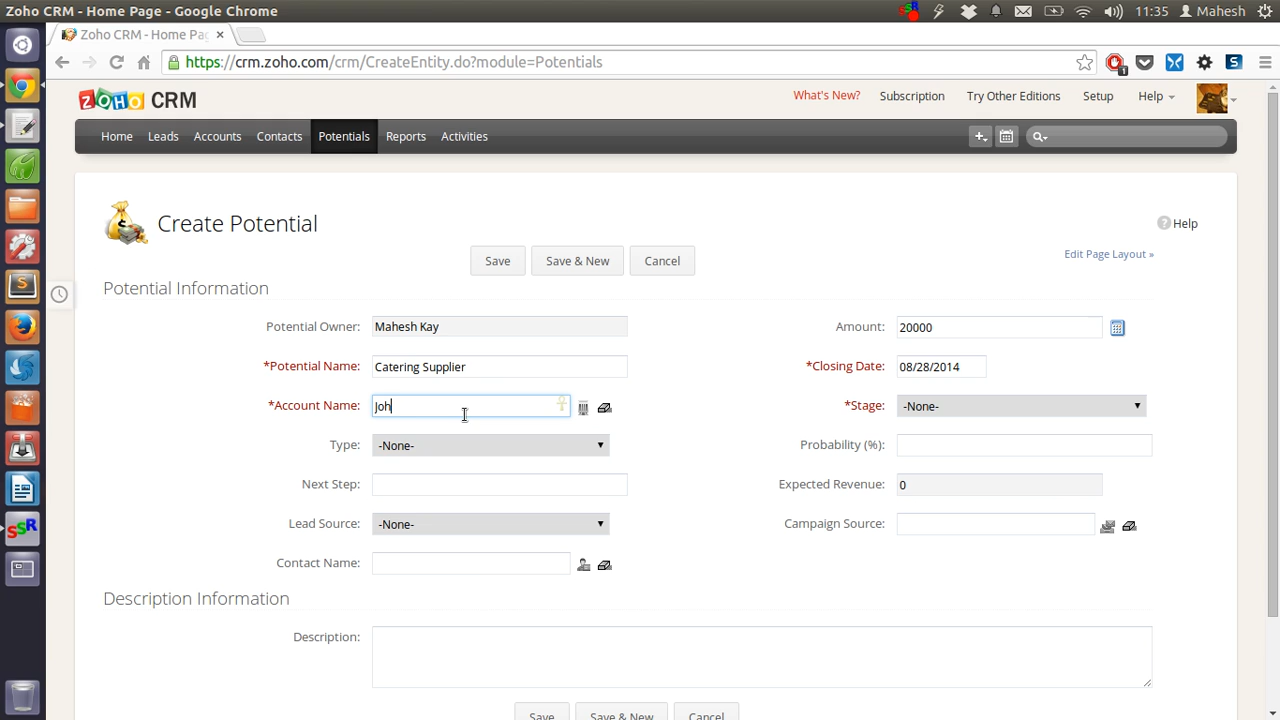 Zoho CRM - Home Page - Google Chrome
11:35
Mahesh
Zoho CRM - Home Pa
https://crm.zoho.com/crm/CreateEntity.do?module=Potentials
1
ZOHO CRM
What's New?
Subscription
Try Other Editions
Setup
Help
Home
Leads
Accounts
Contacts
Potentials
Reports
Activities
Create Potential
Help
Save
Save & New
Cancel
Edit Page Layout »
Potential Information
Potential Owner:
Mahesh Kay
Amount:
20000
*Potential Name:
Catering Supplier
*Closing Date:
08/28/2014
*Account Name:
Joh
*Stage:
-None-
Type:
-None-
Probability (%):
Next Step:
Expected Revenue:
0
Lead Source:
-None-
Campaign Source:
Contact Name:
Description Information
Description:
Save
Save & New
Cancel